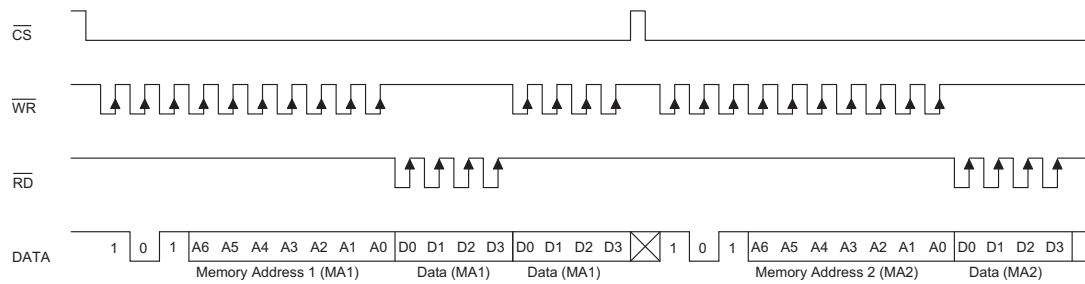 CS
WR
RD
DATA 1 0 1 A6 A5 A4 A3 A2 A1 A0 D0 D1 D2 D3 D0 D1 D2 D3 1 0 1 A6 A5 A4 A3 A2 A1 A0 D0 D1 D2 D3
Memory Address 1 (MA1) Data (MA1) Data (MA1) Memory Address 2 (MA2) Data (MA2)